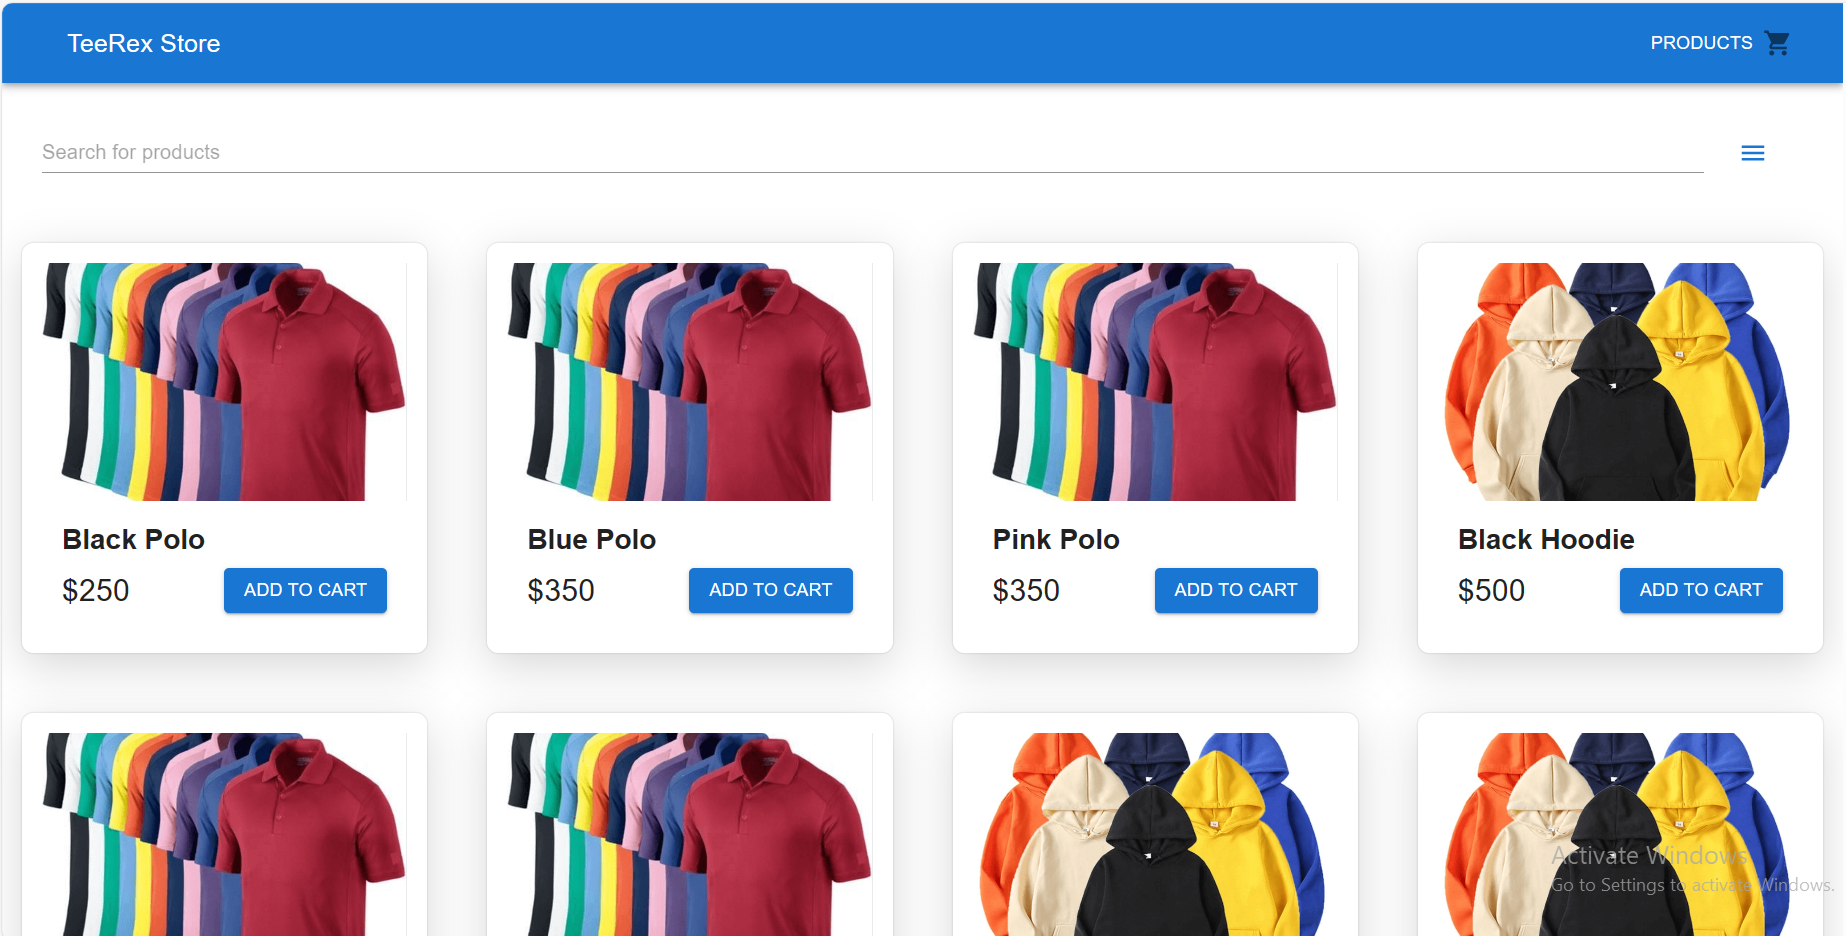 TeeRex Store
PRODUCTS
Search for products
Black Polo
$250
ADD TO CART
Blue Polo
$350
ADD TO CART
Pink Polo
$350
ADD TO CART
Black Hoodie
$500
ADD TO CART
Activate Windows
Go to Settings to activate Windows.